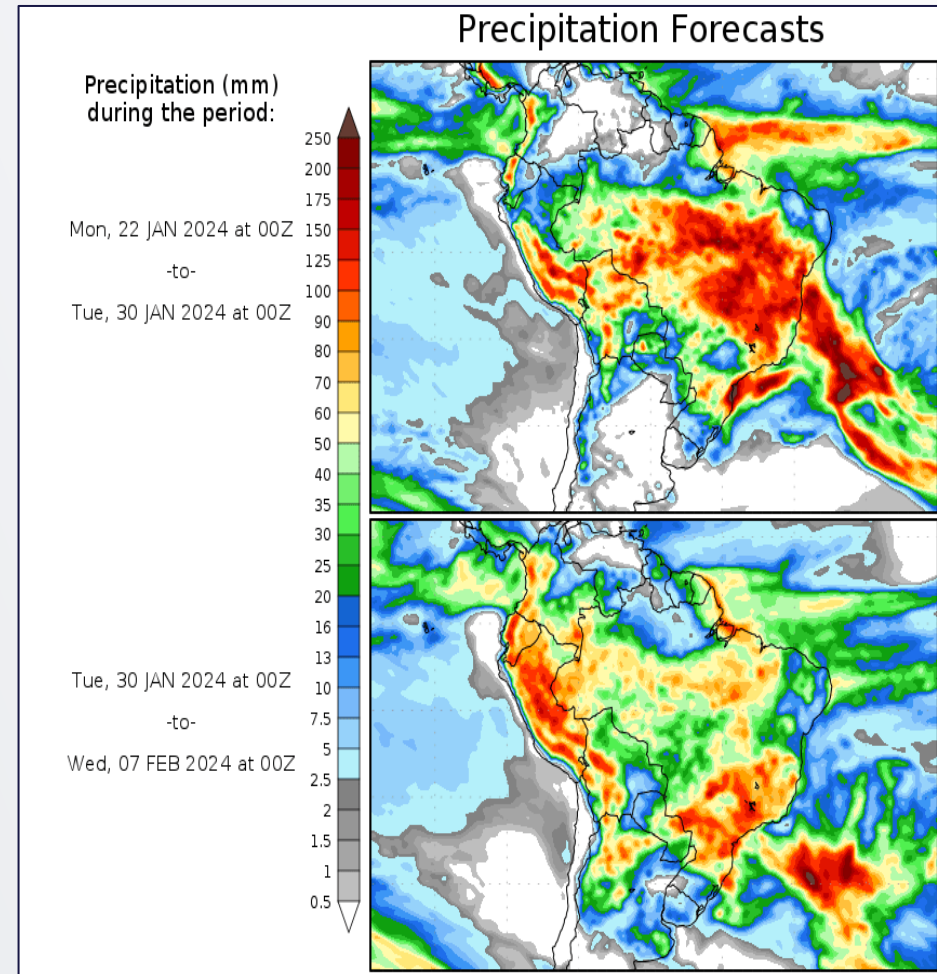 Precipitation Forecasts
Precipitation (mm)
during the period:
Mon, 22 JAN 2024 at 00Z
-to-
Tue, 30 JAN 2024 at 00Z
Tue, 30 JAN 2024 at 00Z
-to-
Wed, 07 FEB 2024 at 00Z
250
200
175
150
125
100
90
80
70
60
50
40
35
30
25
20
16
13
10
7.5
5
2.5
2
1.5
1
0.5